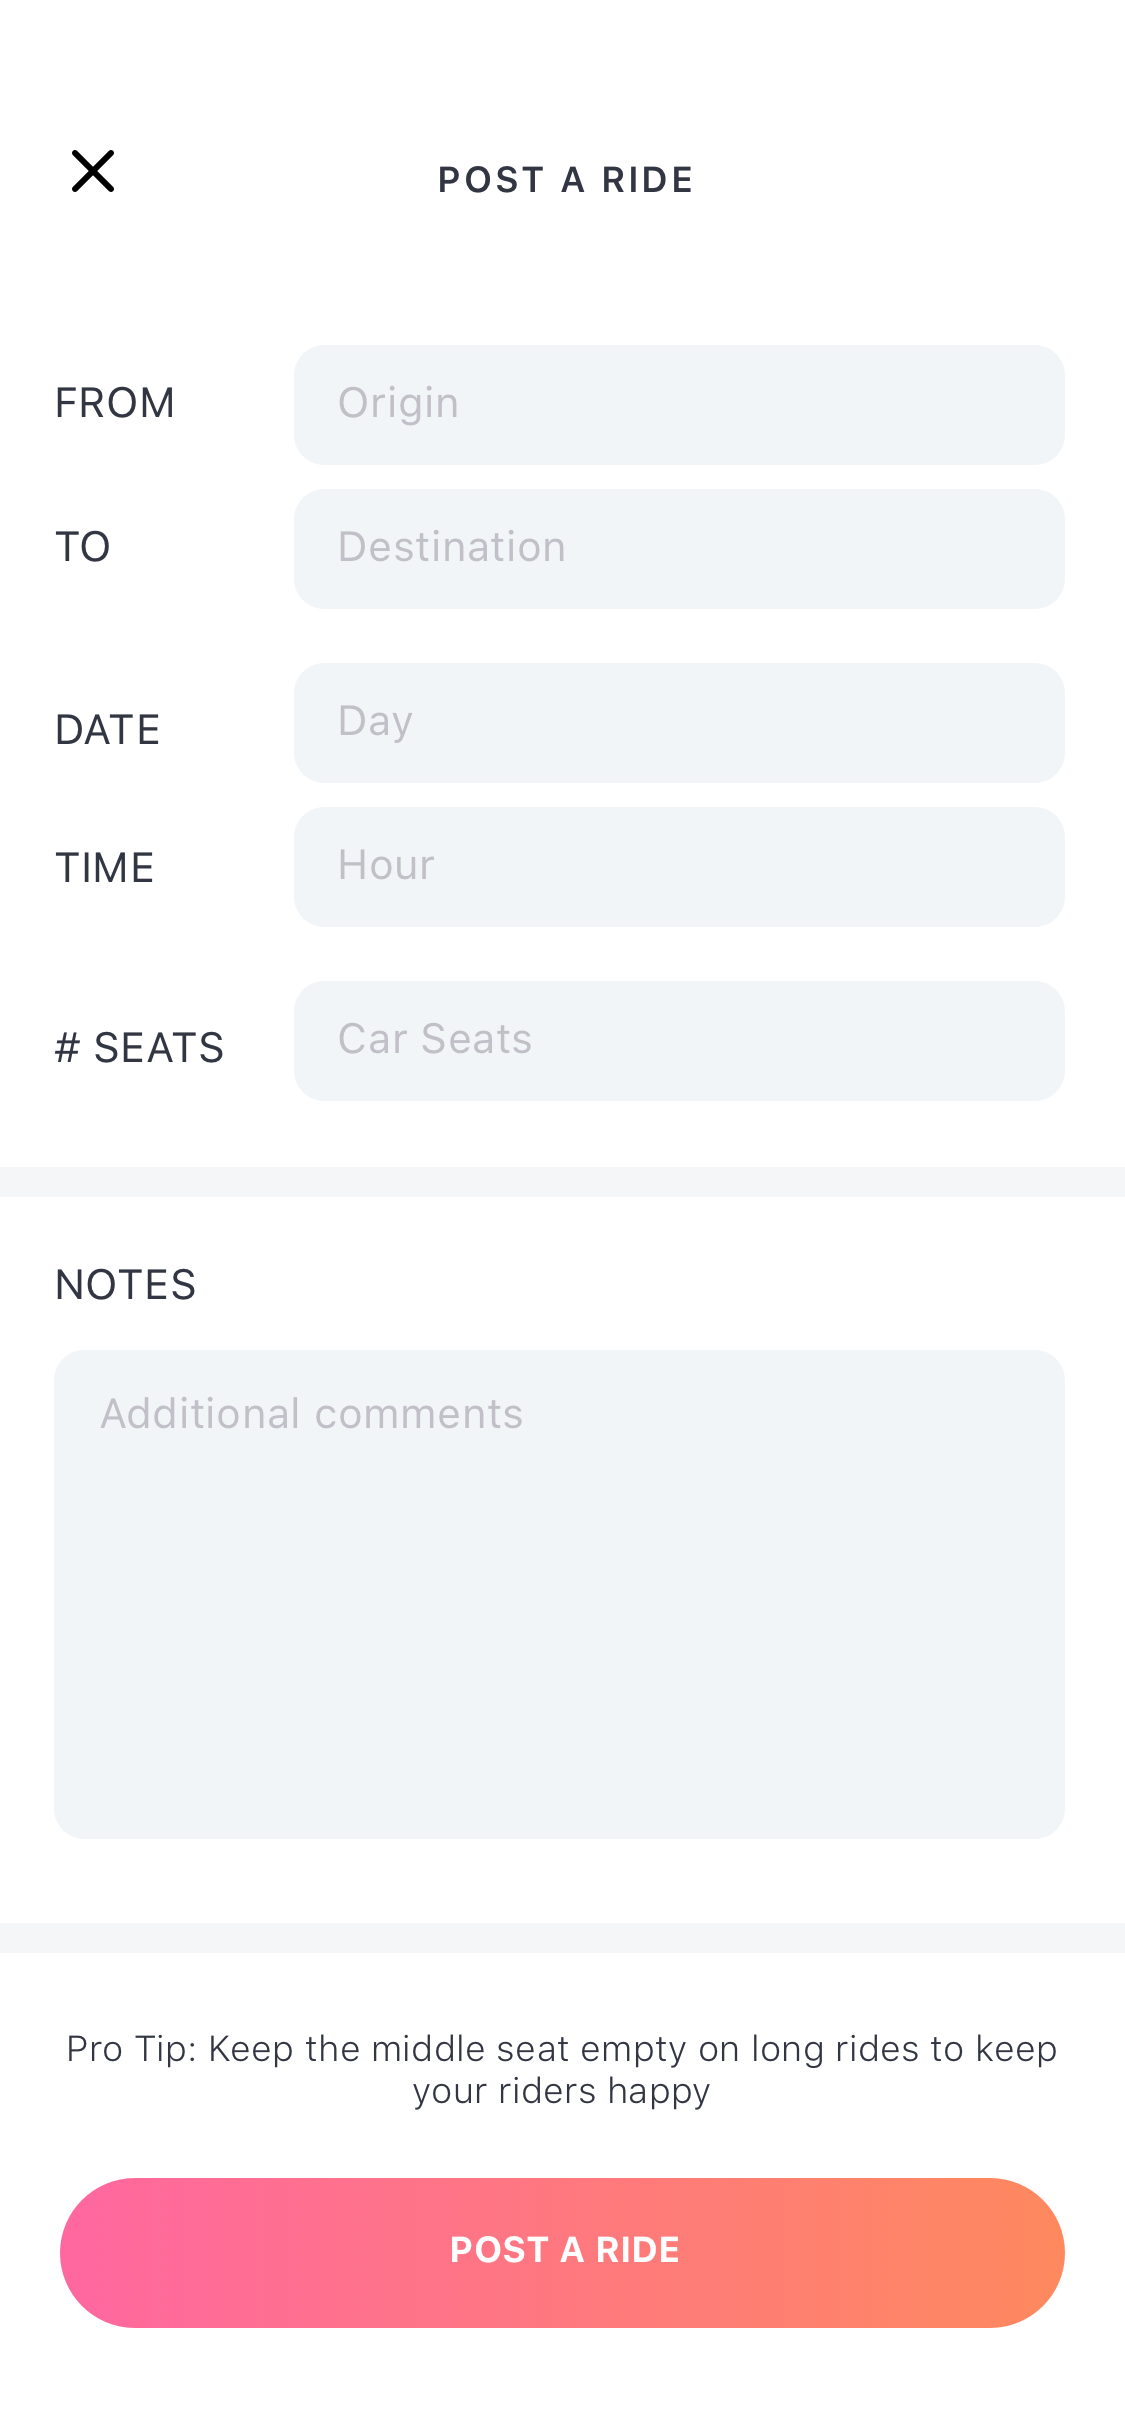 POST A RIDE
FROM
Origin
TO
Destination
DATE
Day
TIME
Hour
# SEATS
Car Seats
NOTES
Additional comments
Pro Tip: Keep the middle seat empty on long rides to keep
your riders happy
POST A RIDE